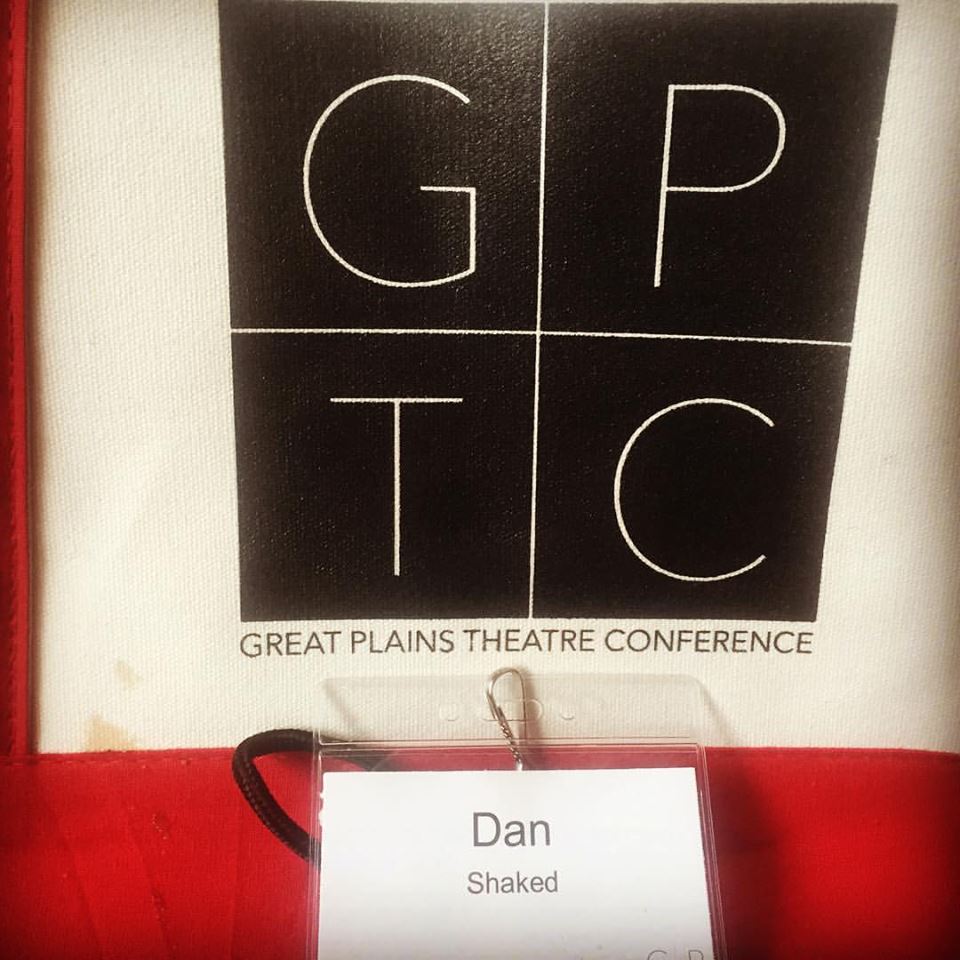 G P
T C
GREAT PLAINS THEATRE CONFERENCE
Dan
Shaked
G P